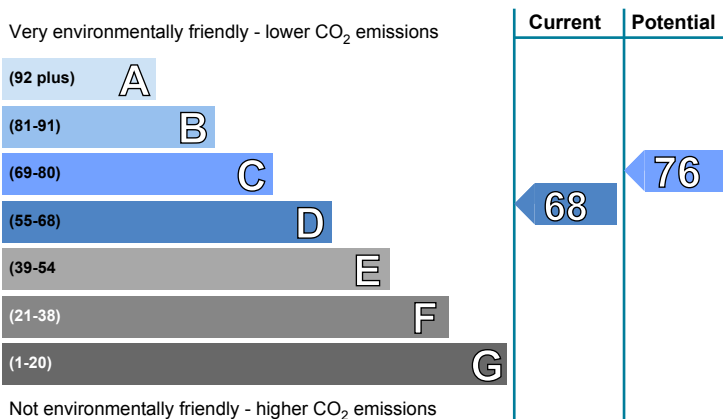 Current Potential
Very environmentally friendly - lower CO2 emissions
(92 plus) A
(81-91) B
(69-80) C
76
(55-68) D
68
(39-54 E
(21-38) F
(1-20) G
Not environmentally friendly - higher CO2 emissions